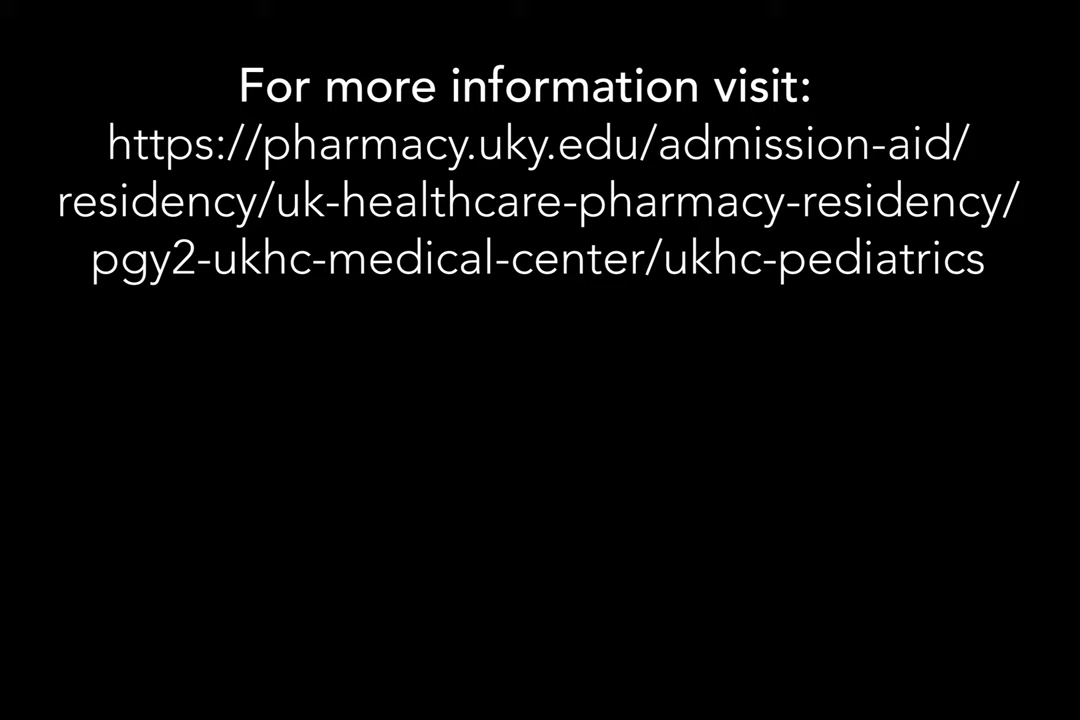 For more information visit:
https://pharmacy.uky.edu/admission-aid/
residency/uk-healthcare-pharmacy-residency/
pgy2-ukhc-medical-center/ukhc-pediatrics